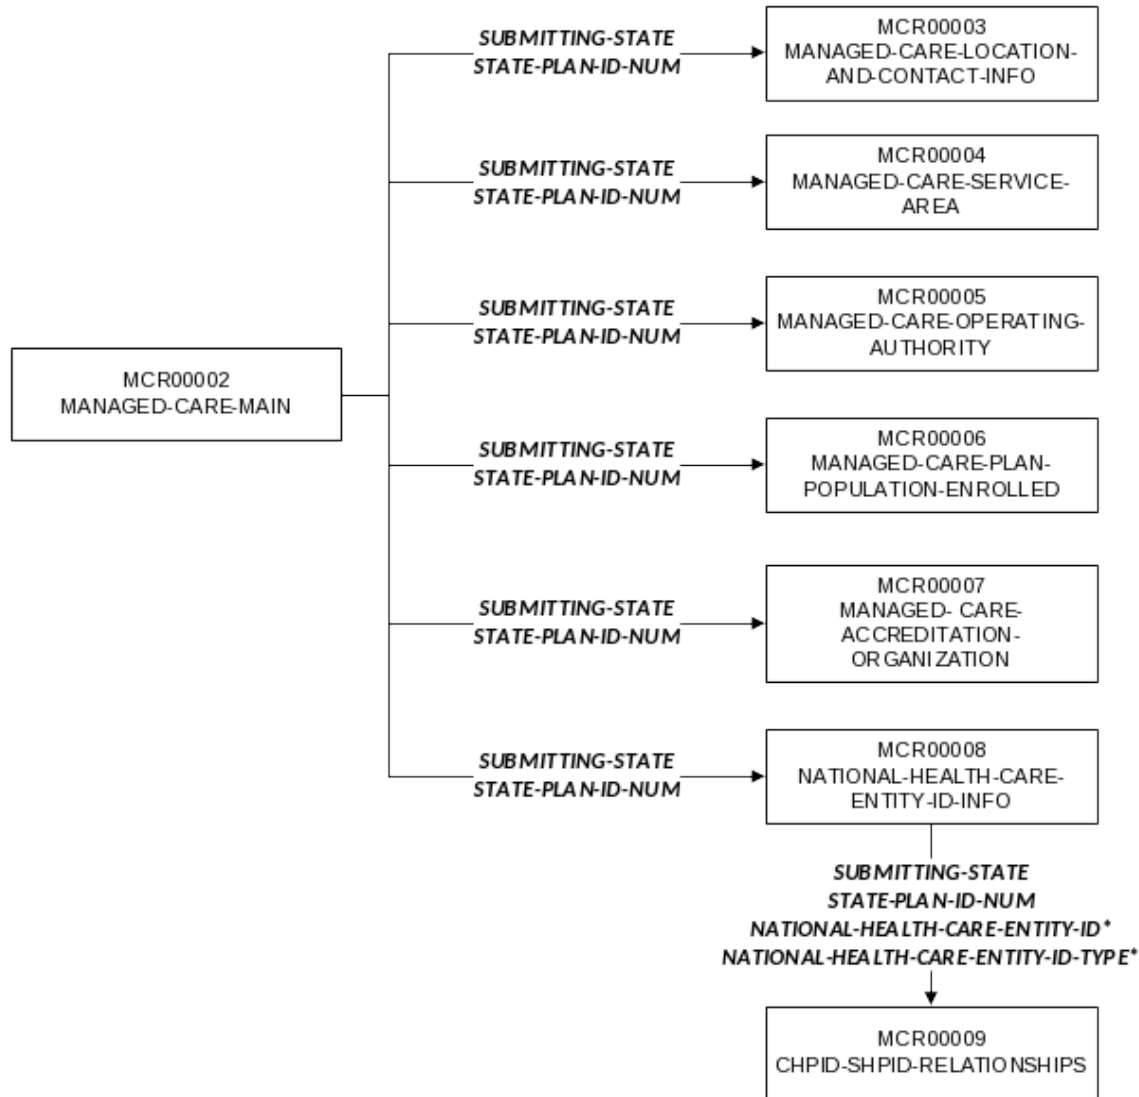 SUBMITTING-STATE
STATE-PLAN-ID-NUM
MCR00003
MANAGED-CARE-LOCATION-
AND-CONTACT-INFO
SUBMITTING-STATE
STATE-PLAN-ID-NUM
MCR00004
MANAGED-CARE-SERVICE-
AREA
SUBMITTING-STATE
STATE-PLAN-ID-NUM
MCR00005
MANAGED-CARE-OPERATING-
AUTHORITY
MCR00002
MANAGED-CARE-MAIN
SUBMITTING-STATE
STATE-PLAN-ID-NUM
MCR00006
MANAGED-CARE-PLAN-
POPULATION-ENROLLED
SUBMITTING-STATE
STATE-PLAN-ID-NUM
MCR00007
MANAGED- CARE-
ACCREDITATION-
ORGANIZATION
SUBMITTING-STATE
STATE-PLAN-ID-NUM
MCR00008
NATIONAL-HEALTH-CARE-
ENTITY-ID-INFO
SUBMITTING-STATE
STATE-PLAN-ID-NUM
NATIONAL-HEALTH-CARE-ENTITY-ID*
NATIONAL-HEALTH-CARE-ENTITY-ID-TYPE*
MCR00009
CHPID-SHPID-RELATIONSHIPS